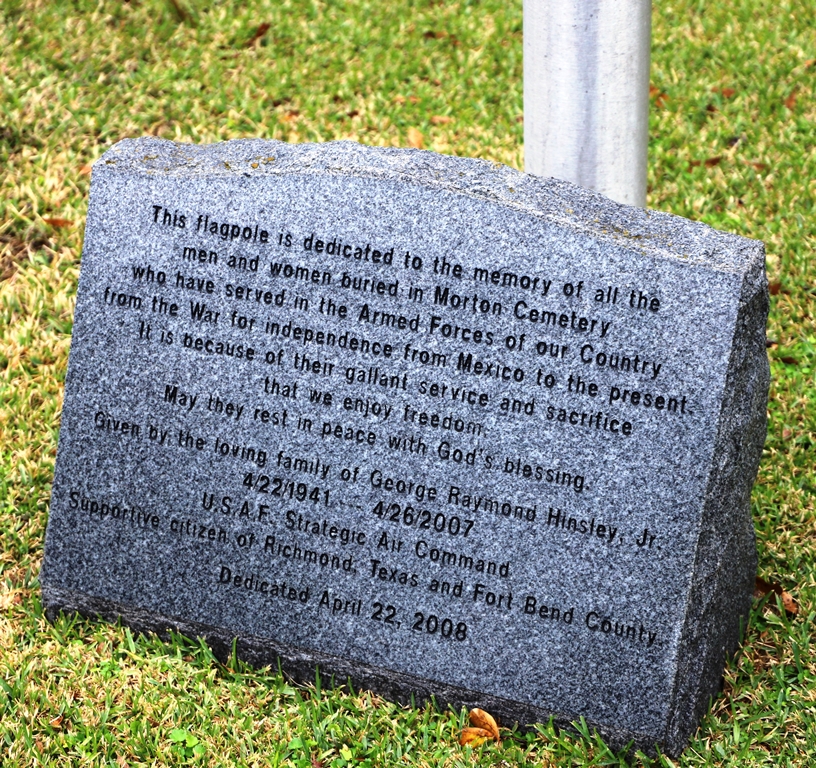 This flagpole is dedicated to the memory of all the
men and women buried in Morton Cemetery
who have served in the Armed Forces of our Country
from the War for independence from Mexico to the present.
It is because of their gallant service and sacrifice
that we enjoy freedom.
May they rest in peace with God's blessing.
Given by the loving family of George Raymond Hinsley, Jr.
4/22/1941 --- 4/26/2007
U.S.A.F. Strategic Air Command
Supportive citizen of Richmond, Texas and Fort Bend County.
Dedicated April 22, 2008